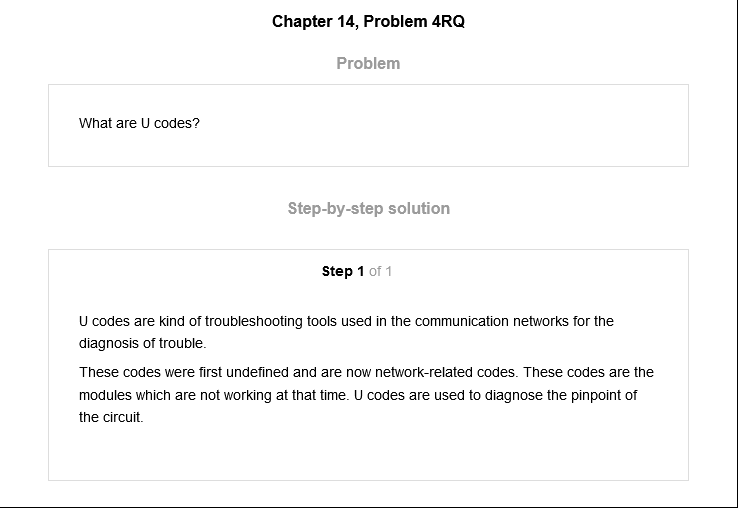 Chapter 14, Problem 4RQ
Problem
What are U codes?
Step-by-step solution
Step 1 of 1
U codes are kind of troubleshooting tools used in the communication networks for the
diagnosis of trouble.
These codes were first undefined and are now network-related codes. These codes are the
modules which are not working at that time. U codes are used to diagnose the pinpoint of
the circuit.